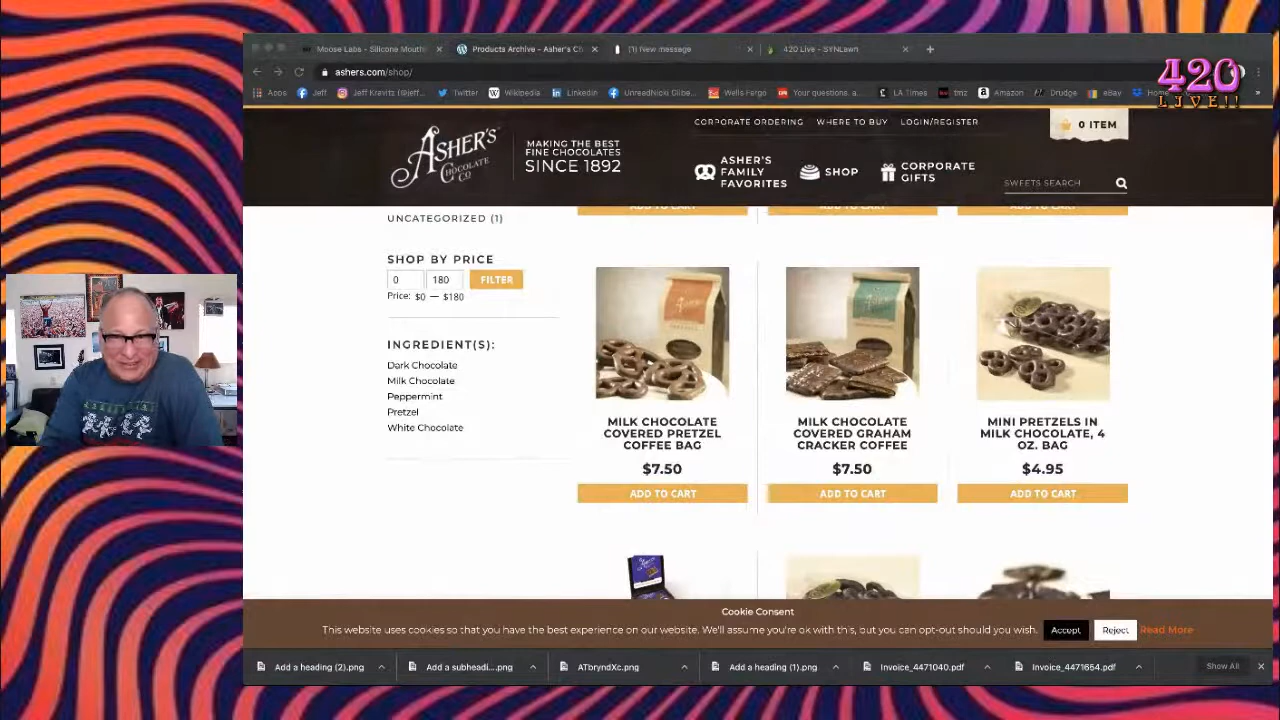 Moose Labs - Silicone Mouth
Products Archive - Asher's Ch
(1) New message
420 Live - SYNLawn
ashers.com/shop/
Apps
Jeff
Jeff Kravitz (@jeff...
Twitter
Wikipedia
LinkedIn
UnreadNicki Gilbe...
Wells Fargo
Your questions, a...
LA Times
tmz
Amazon
Drudge
eBay
Home
420
LIVE!!
CORPORATE ORDERING
WHERE TO BUY
LOGIN/REGISTER
0 ITEM
ASHER'S
CHOCOLATE
CO
MAKING THE BEST
FINE CHOCOLATES
SINCE 1892
ASHER'S
FAMILY
FAVORITES
SHOP
CORPORATE
GIFTS
SWEETS SEARCH
UNCATEGORIZED (1)
ADD TO CART
ADD TO CART
ADD TO CART
SHOP BY PRICE
0
180
FILTER
Price: $0 — $180
INGREDIENT(S):
Dark Chocolate
Milk Chocolate
Peppermint
Pretzel
White Chocolate
MILK CHOCOLATE
COVERED PRETZEL
COFFEE BAG
$7.50
ADD TO CART
MILK CHOCOLATE
COVERED GRAHAM
CRACKER COFFEE
$7.50
ADD TO CART
MINI PRETZELS IN
MILK CHOCOLATE, 4
OZ. BAG
$4.95
ADD TO CART
Cookie Consent
This website uses cookies so that you have the best experience on our website. We'll assume you're ok with this, but you can opt-out should you wish.
Accept
Reject
Read More
Add a heading (2).png
Add a subheadi....png
ATbryndXc.png
Add a heading (1).png
Invoice_4471040.pdf
Invoice_4471654.pdf
Show All